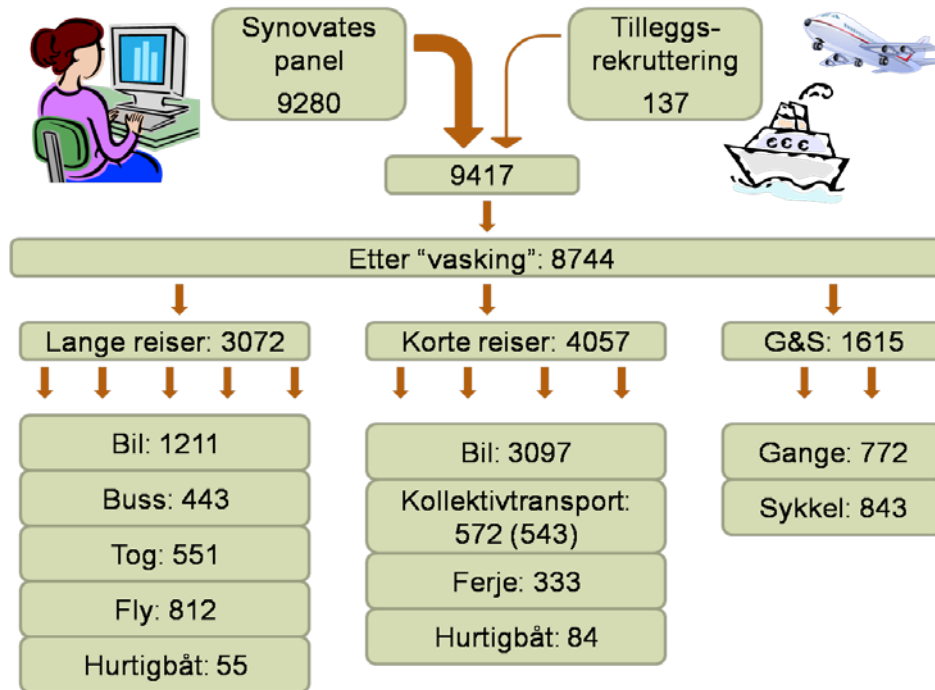 Synovates
panel
9280
Tilleggs-
rekruttering
137
9417
Etter “vasking”: 8744
Lange reiser: 3072
Korte reiser: 4057
G&S: 1615
Bil: 1211
Buss: 443
Tog: 551
Fly: 812
Hurtigbåt: 55
Bil: 3097
Kollektivtransport:
572 (543)
Ferje: 333
Hurtigbåt: 84
Gange: 772
Sykkel: 843